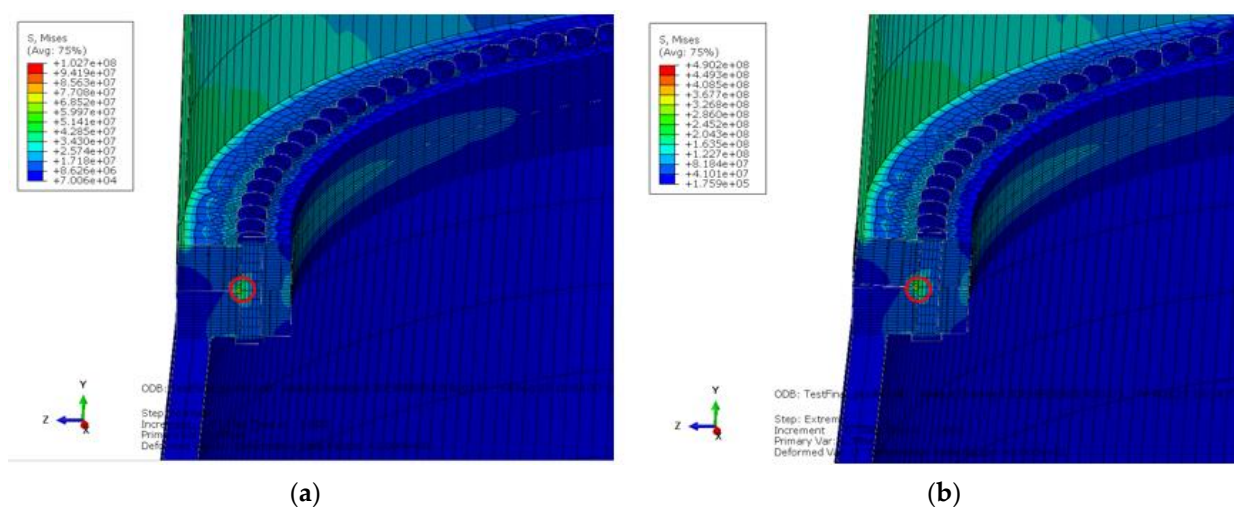 S, Mises
(Avg: 75%)
+1.027e+08
+9.419e+07
+8.563e+07
+7.708e+07
+6.852e+07
+5.997e+07
+5.141e+07
+4.285e+07
+3.430e+07
+2.574e+07
+1.718e+07
+8.626e+06
+7.006e+04
Y
Z
X
ODB:
Step
Increm
Prim
Defor
(a)
S, Mises
(Avg: 75%)
+4.902e+08
+4.493e+08
+4.085e+08
+3.677e+08
+3.268e+08
+2.860e+08
+2.452e+08
+2.043e+08
+1.635e+08
+1.227e+08
+8.184e+07
+4.101e+07
+1.759e+05
Y
Z
X
ODB: TestFin
Step: Extrem
Increment
Primary Var:
Deformed Va
(b)